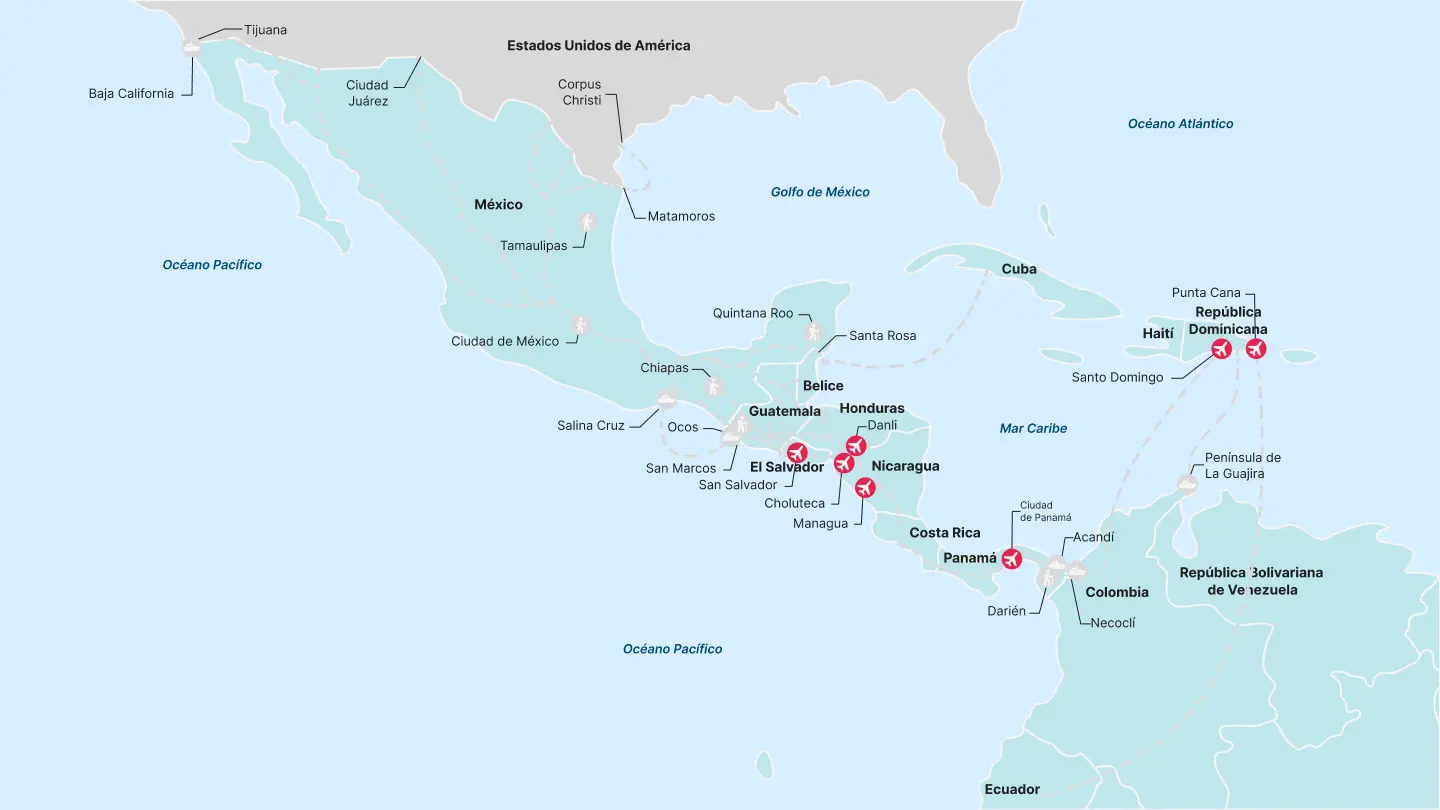 Tijuana
Estados Unidos de América
Baja California
Ciudad
Juárez
Corpus
Christi
Océano Atlántico
Golfo de México
México
Matamoros
Tamaulipas
Océano Pacífico
Cuba
Punta Cana
República
Dominicana
Haití
Quintana Roo
Santa Rosa
Ciudad de México
Chiapas
Santo Domingo
Belice
Guatemala
Honduras
Salina Cruz
Ocos
Danli
Mar Caribe
San Marcos
El Salvador
Nicaragua
Península de
La Guajira
San Salvador
Choluteca
Managua
Ciudad
de Panamá
Costa Rica
Acandí
Panamá
República Bolivariana
de Venezuela
Colombia
Darién
Necoclí
Océano Pacífico
Ecuador